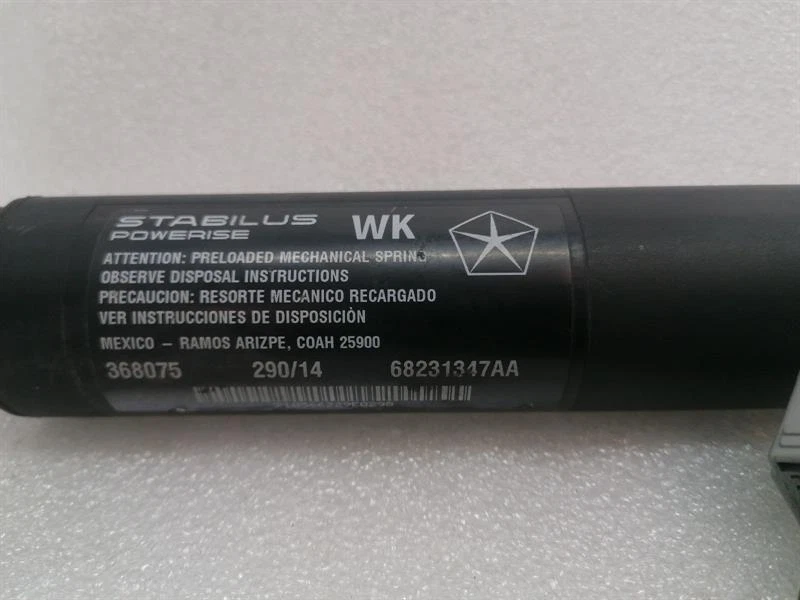 STABILUS WK
POWERISE
ATTENTION: PRELOADED MECHANICAL SPRING
OBSERVE DISPOSAL INSTRUCTIONS
PRECAUCION: RESORTE MECANICO RECARGADO
VER INSTRUCCIONES DE DISPOSICIÒN
MEXICO – RAMOS ARIZPE, COAH 25900
368075 290/14 68231347AA